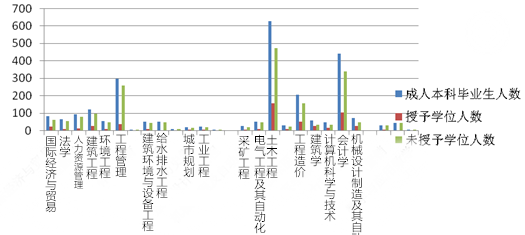 700
600
500
400
300
200
100
0
国际经济与贸易
法学
人力资源管理
建筑工程
环境工程
工程管理
建筑环境与设备工程
给水排水工程
城市规划
工业工程
采矿工程
电气工程及其自动化
土木工程
工程造价
建筑学
计算机科学与技术
会计学
机械设计制造及其自动
成人本科毕业生人数
授予学位人数
未授予学位人数